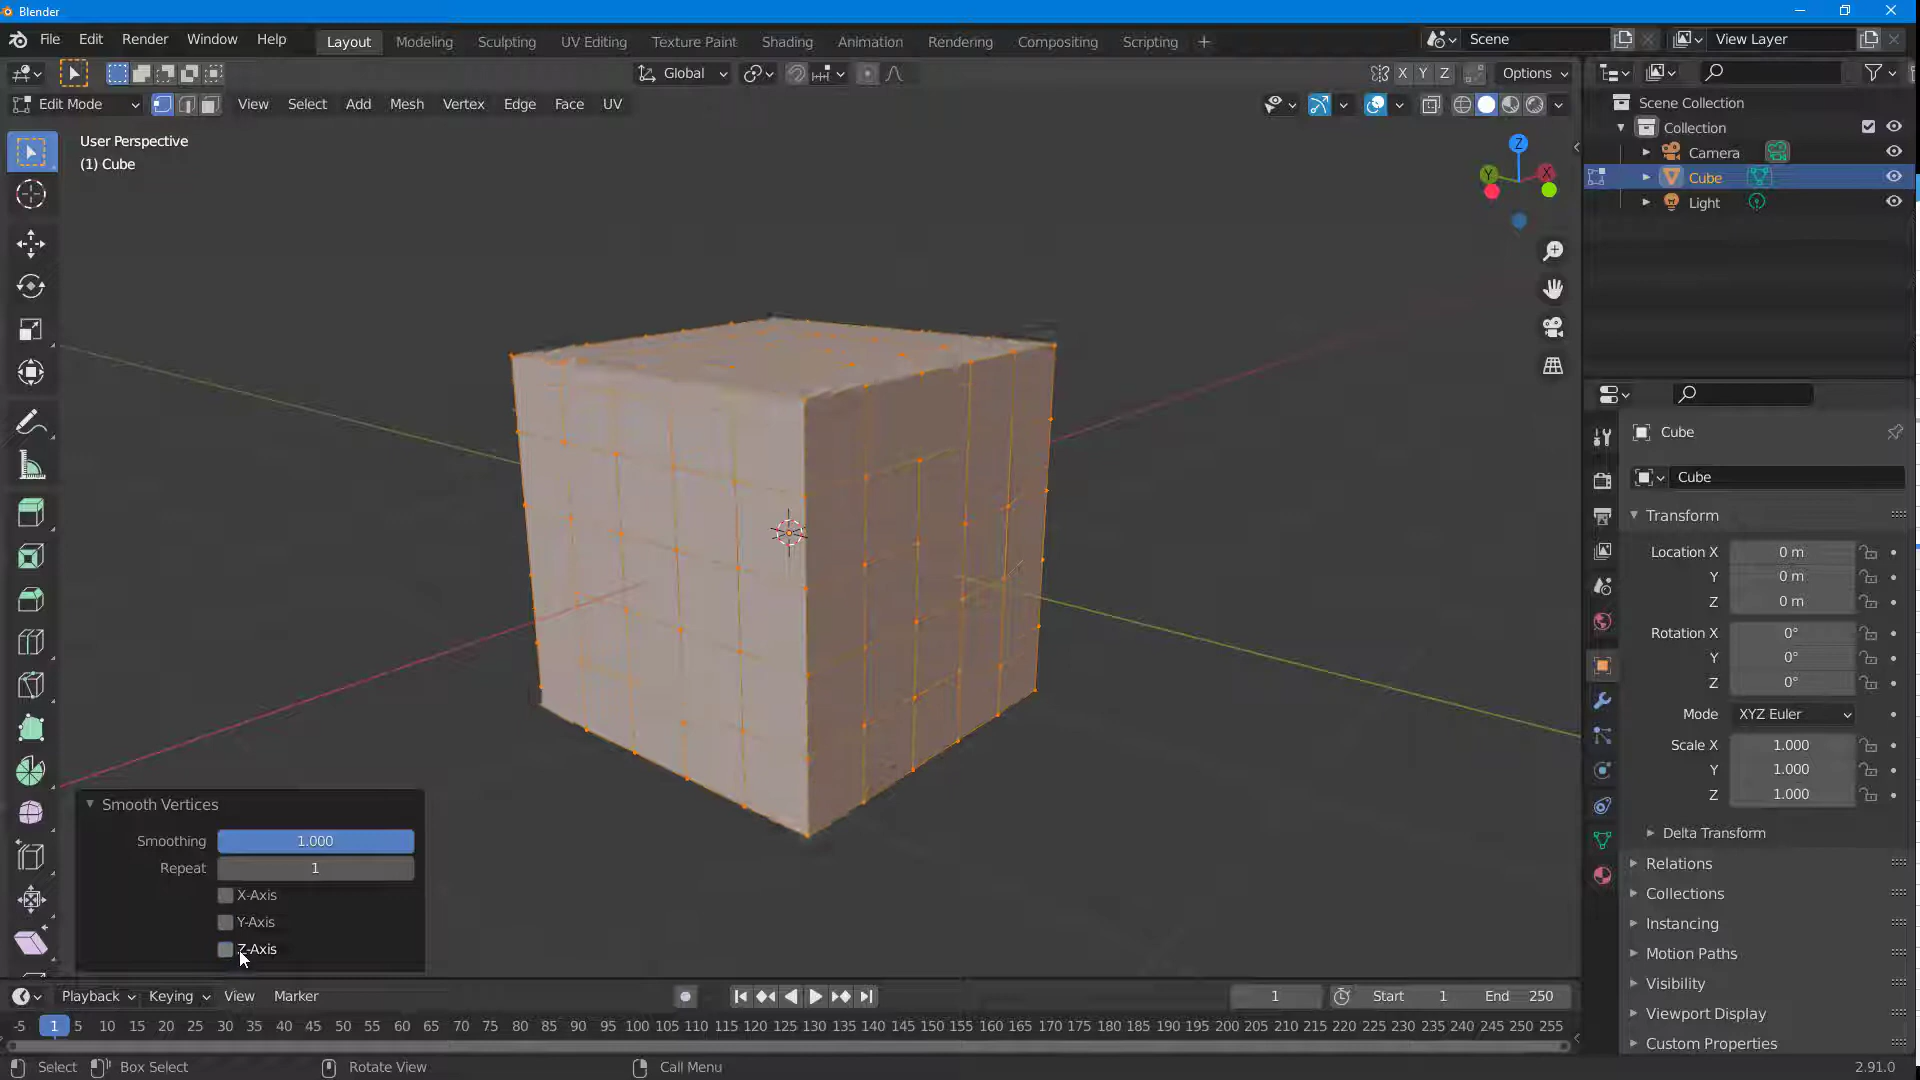 Blender
File Edit Render Window Help Layout Modeling Sculpting UV Editing Texture Paint Shading Animation Rendering Compositing Scripting + Scene View Layer
Global X Y Z Options
Edit Mode View Select Add Mesh Vertex Edge Face UV
User Perspective
(1) Cube
Z
Y
X
Scene Collection
Collection
Camera
Cube
Light
Cube
Cube
Transform
Location X 0 m
Y 0 m
Z 0 m
Rotation X 0°
Y 0°
Z 0°
Mode XYZ Euler
Scale X 1.000
Y 1.000
Z 1.000
Delta Transform
Relations
Collections
Instancing
Motion Paths
Visibility
Viewport Display
Custom Properties
Smooth Vertices
Smoothing 1.000
Repeat 1
X-Axis
Y-Axis
Z-Axis
Playback Keying View Marker 1 Start 1 End 250
-5 1 5 10 15 20 25 30 35 40 45 50 55 60 65 70 75 80 85 90 95 100 105 110 115 120 125 130 135 140 145 150 155 160 165 170 175 180 185 190 195 200 205 210 215 220 225 230 235 240 245 250 255
Select Box Select Rotate View Call Menu 2.91.0